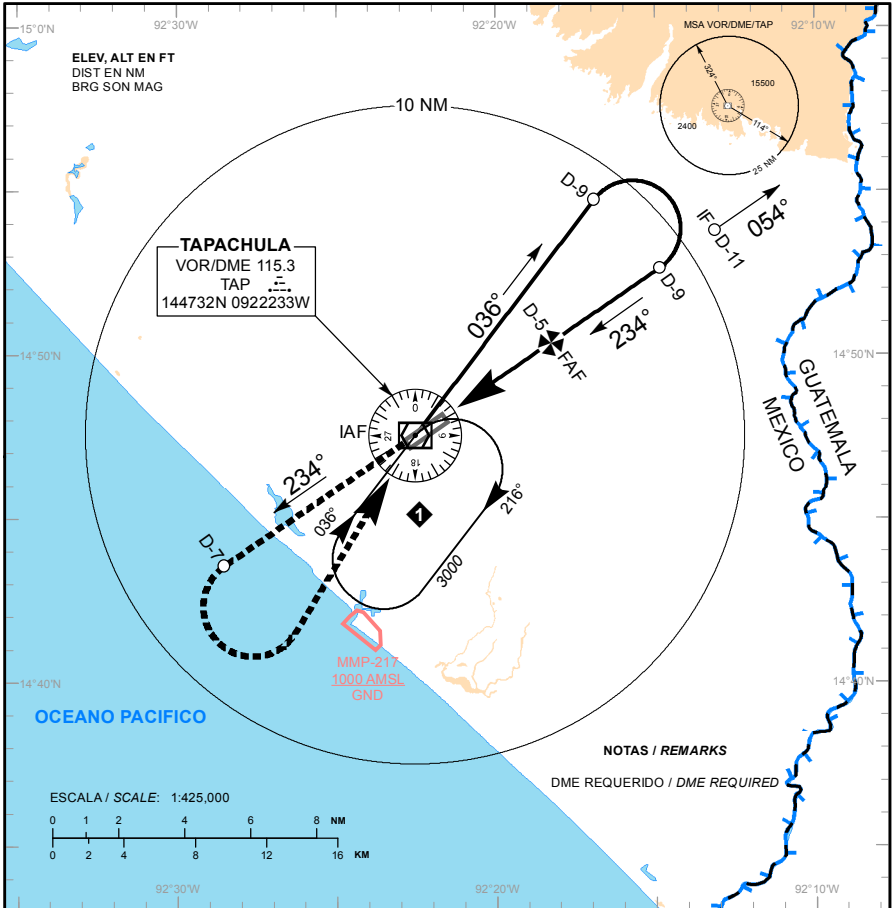 15°0'N
92°30'W
92°20'W
92°10'W
MSA VOR/DME/TAP
324°
15500
114°
2400
25 NM
ELEV, ALT EN FT
DIST EN NM
BRG SON MAG
10 NM
D-9
IF
D-11
054°
TAPACHULA
VOR/DME 115.3
TAP
144732N 0922233W
036°
D-9
234°
D-5
FAF
14°50'N
14°50'N
GUATEMALA
MEXICO
IAF
0
9
18
27
234°
036°
216°
1
3000
D-7
MMP-217
1000 AMSL
GND
14°40'N
14°40'N
OCEANO PACIFICO
NOTAS / REMARKS
DME REQUERIDO / DME REQUIRED
ESCALA / SCALE: 1:425,000
0 1 2 4 6 8 NM
0 2 4 8 12 16 KM
92°30'W
92°20'W
92°10'W